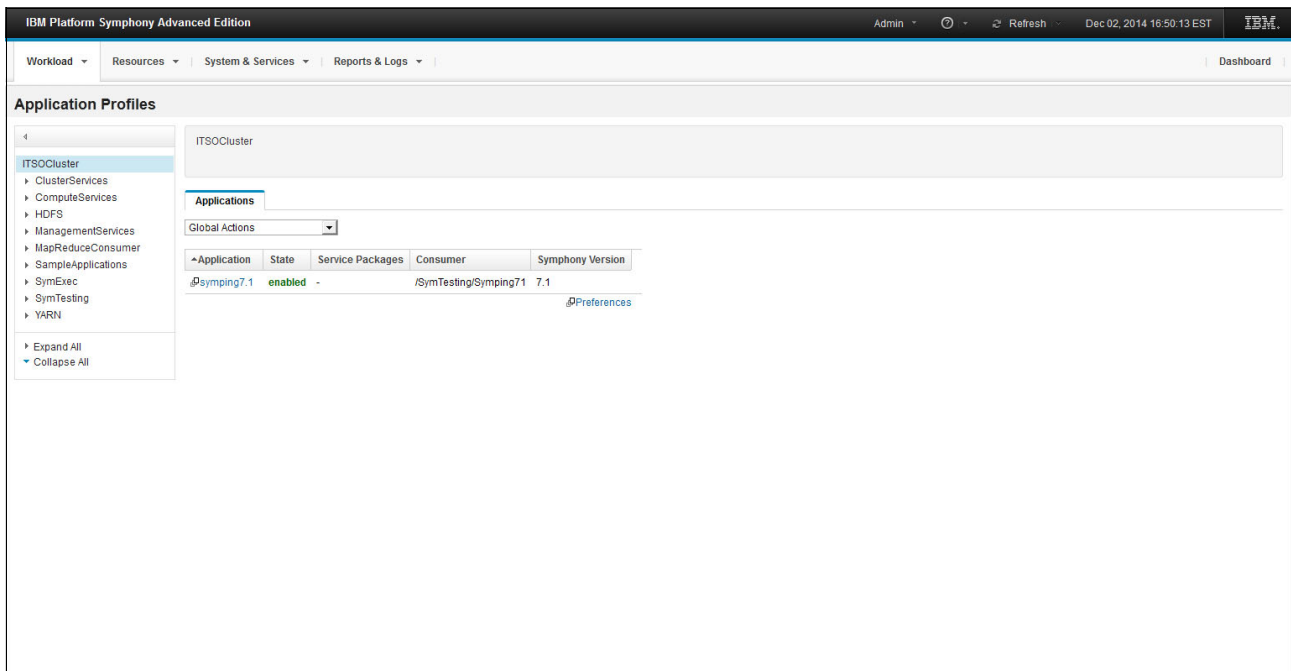 IBM Platform Symphony Advanced Edition Admin Refresh Dec 02, 2014 16:50:13 EST IBM.
Workload Resources System & Services Reports & Logs Dashboard
Application Profiles
ITSOCluster
ClusterServices
ComputeServices
HDFS
ManagementServices
MapReduceConsumer
SampleApplications
SymExec
SymTesting
YARN
Expand All
Collapse All
ITSOCluster
Applications
Global Actions
Application State Service Packages Consumer Symphony Version
symping7.1 enabled - /SymTesting/Symping71 7.1
Preferences